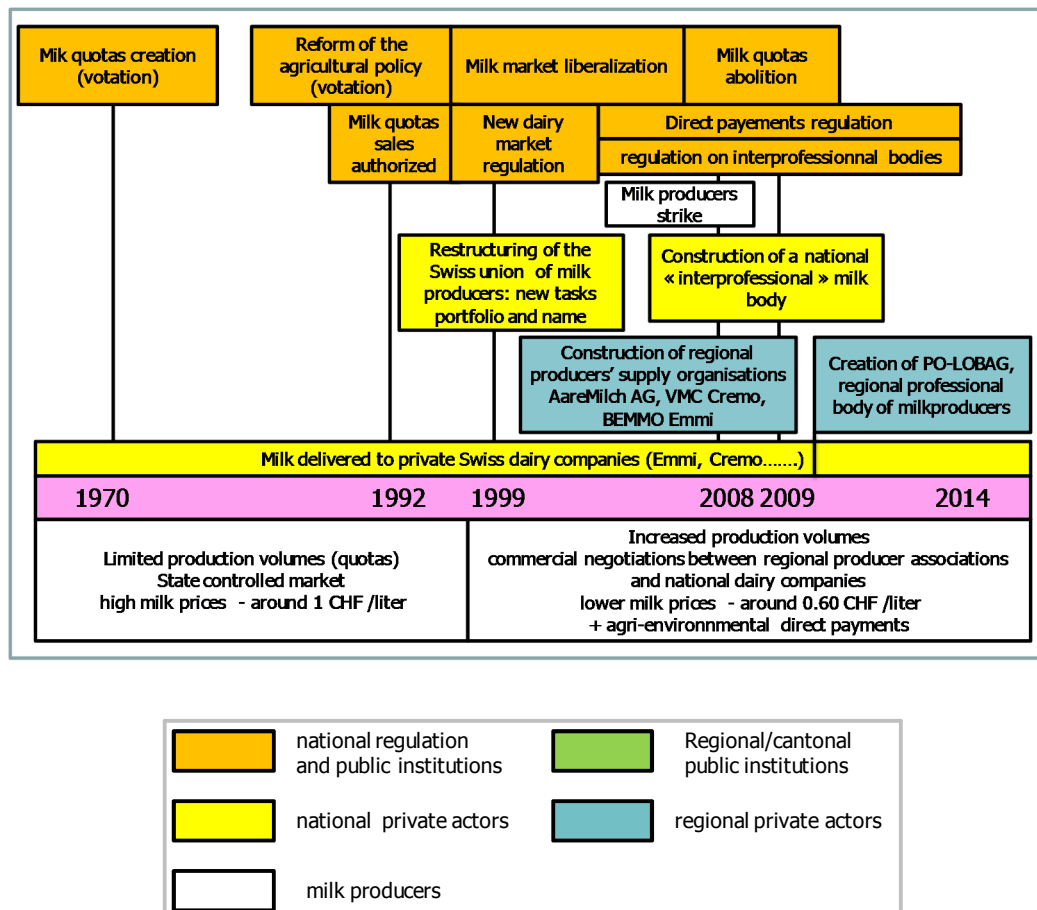 Mik quotas creation
(votation)
Reform of the
agricultural policy
(votation)
Milk market liberalization
Milk quotas
abolition
Milk quotas
sales
authorized
New dairy
market
regulation
Direct payements regulation
regulation on interprofessionnal bodies
Milk producers
strike
Restructuring of the
Swiss union of milk
producers: new tasks
portfolio and name
Construction of a national
« interprofessional » milk
body
Construction of regional
producers' supply organisations
AareMilch AG, VMC Cremo,
BEMMO Emmi
Creation of PO-LOBAG,
regional professional
body of milkproducers
Milk delivered to private Swiss dairy companies (Emmi, Cremo.......)
1970 1992 1999 2008 2009 2014
Limited production volumes (quotas)
State controlled market
high milk prices - around 1 CHF /liter
Increased production volumes
commercial negotiations between regional producer associations
and national dairy companies
lower milk prices - around 0.60 CHF /liter
+ agri-environnmental direct payments
national regulation
and public institutions
Regional/cantonal
public institutions
national private actors
regional private actors
milk producers